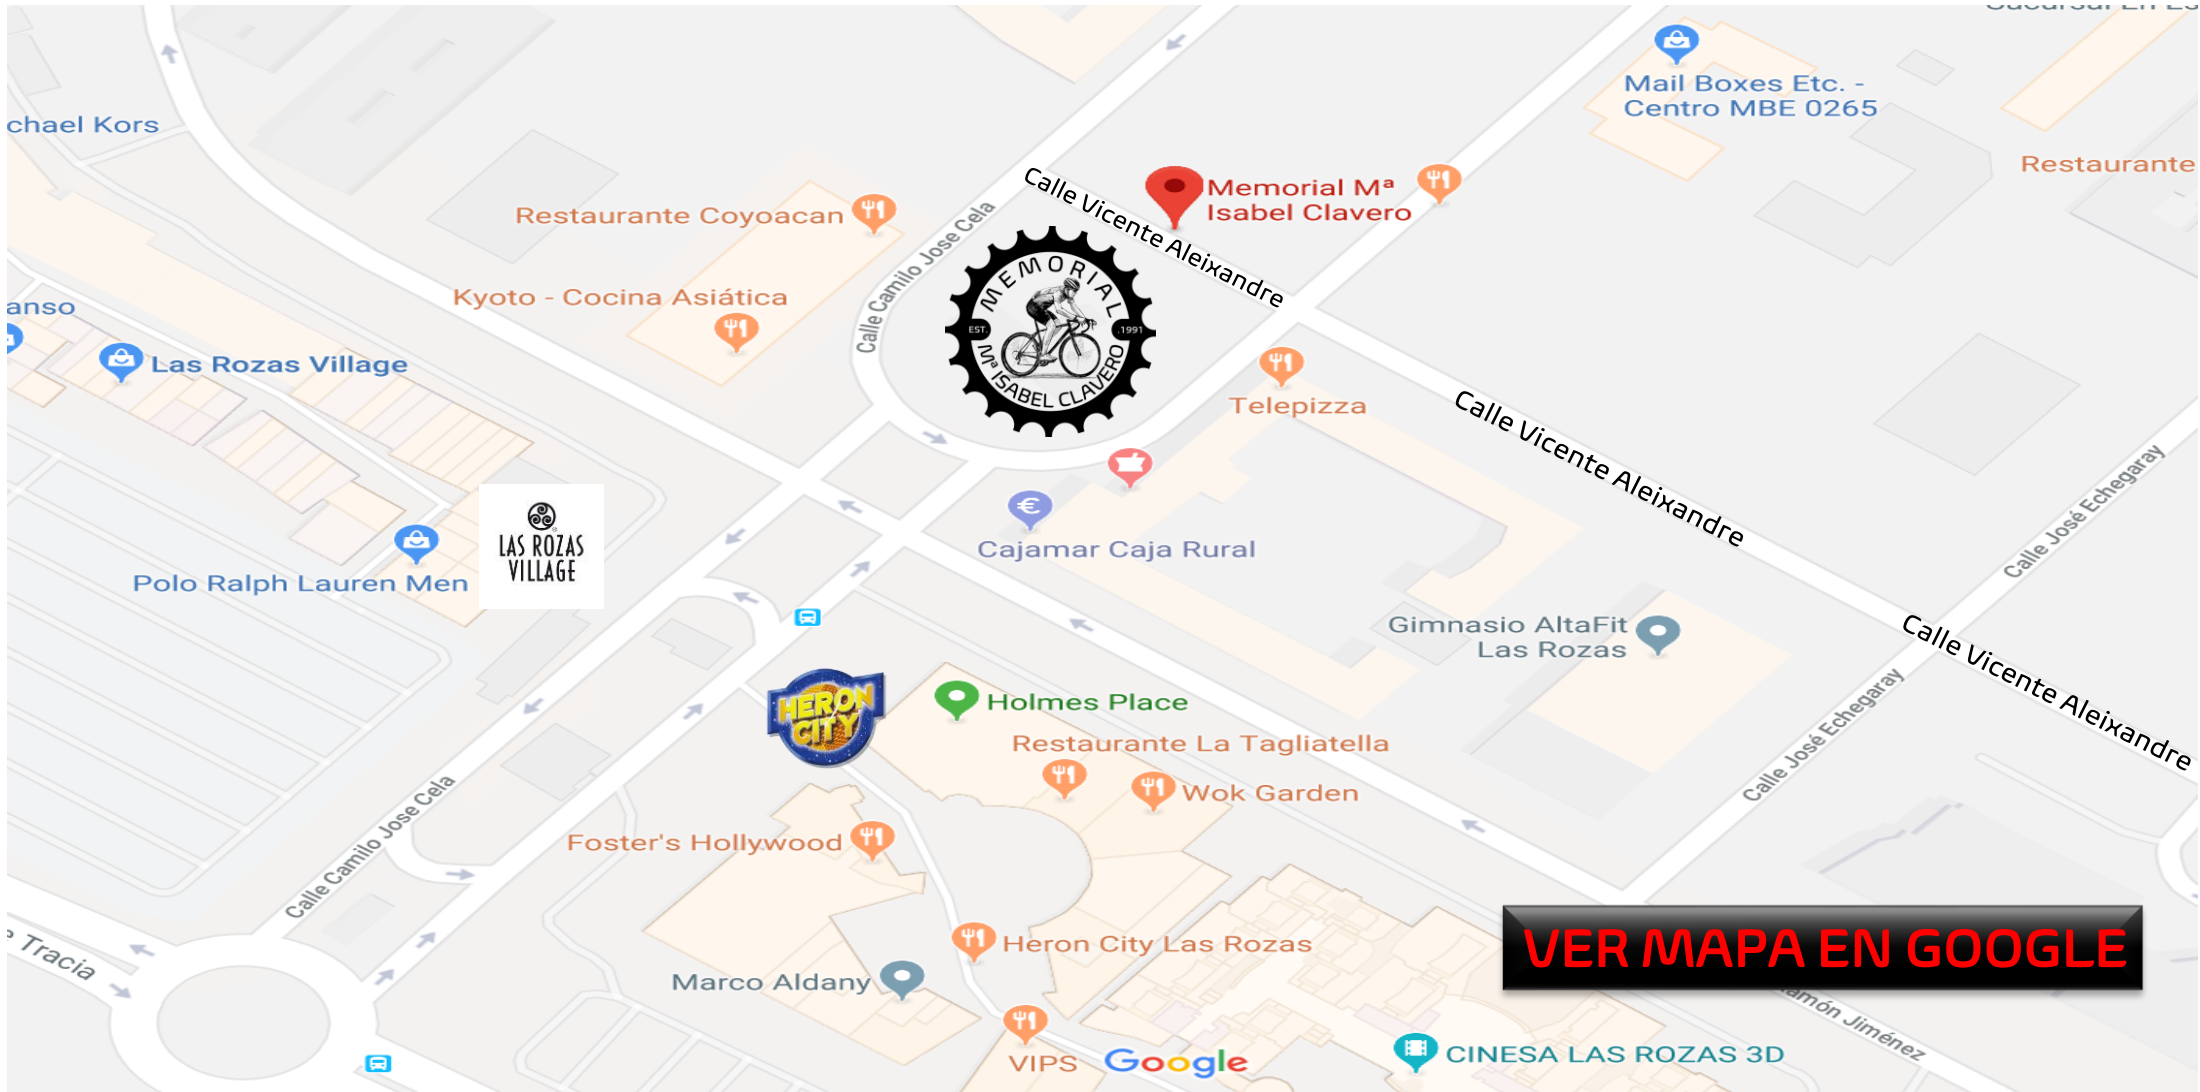 chael Kors
Mail Boxes Etc. -
Centro MBE 0265
Restaurante
Memorial Mª
Isabel Clavero
Calle Vicente Aleixandre
Restaurante Coyoacan
Calle Camilo Jose Cela
Kyoto - Cocina Asiática
anso
Las Rozas Village
MEMORIAL
EST.
.1991
Mª ISABEL CLAVERO
Telepizza
Calle Vicente Aleixandre
Calle José Echegaray
LAS ROZAS
VILLAGE
Polo Ralph Lauren Men
Cajamar Caja Rural
Gimnasio AltaFit
Las Rozas
Calle Vicente Aleixandre
HERON
CITY
Holmes Place
Restaurante La Tagliatella
Wok Garden
Calle José Echegaray
Foster's Hollywood
Calle Camilo Jose Cela
Heron City Las Rozas
VER MAPA EN GOOGLE
Tracia
Marco Aldany
amón Jiménez
VIPS
Google
CINESA LAS ROZAS 3D